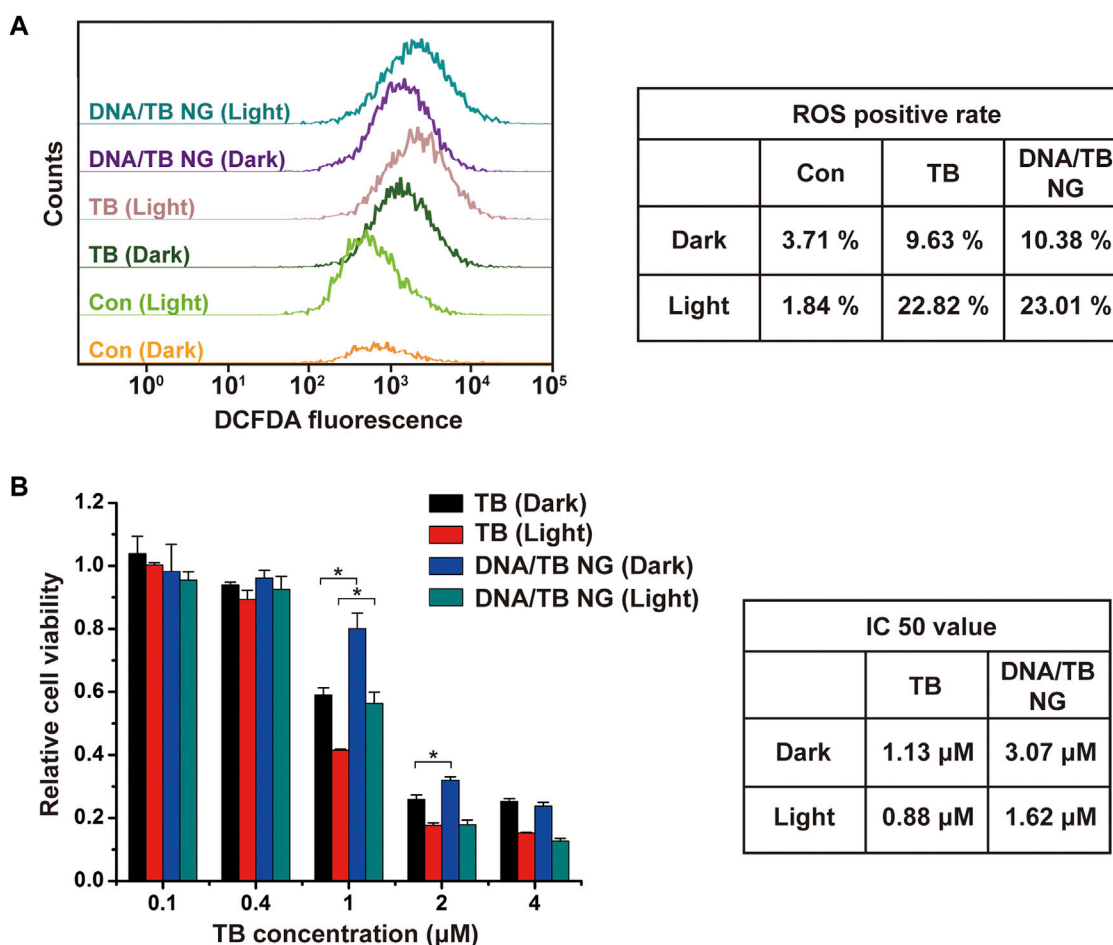 A
Counts
DNA/TB NG (Light)
DNA/TB NG (Dark)
TB (Light)
TB (Dark)
Con (Light)
Con (Dark)
10⁰ 10¹ 10² 10³ 10⁴ 10⁵
DCFDA fluorescence
ROS positive rate
Con TB DNA/TB
NG
Dark 3.71 % 9.63 % 10.38 %
Light 1.84 % 22.82 % 23.01 %
B
Relative cell viability
1.2
1.0
0.8
0.6
0.4
0.2
0.0
TB (Dark)
TB (Light)
DNA/TB NG (Dark)
DNA/TB NG (Light)
*
*
*
0.1 0.4 1 2 4
TB concentration (μM)
IC 50 value
TB DNA/TB
NG
Dark 1.13 μM 3.07 μM
Light 0.88 μM 1.62 μM